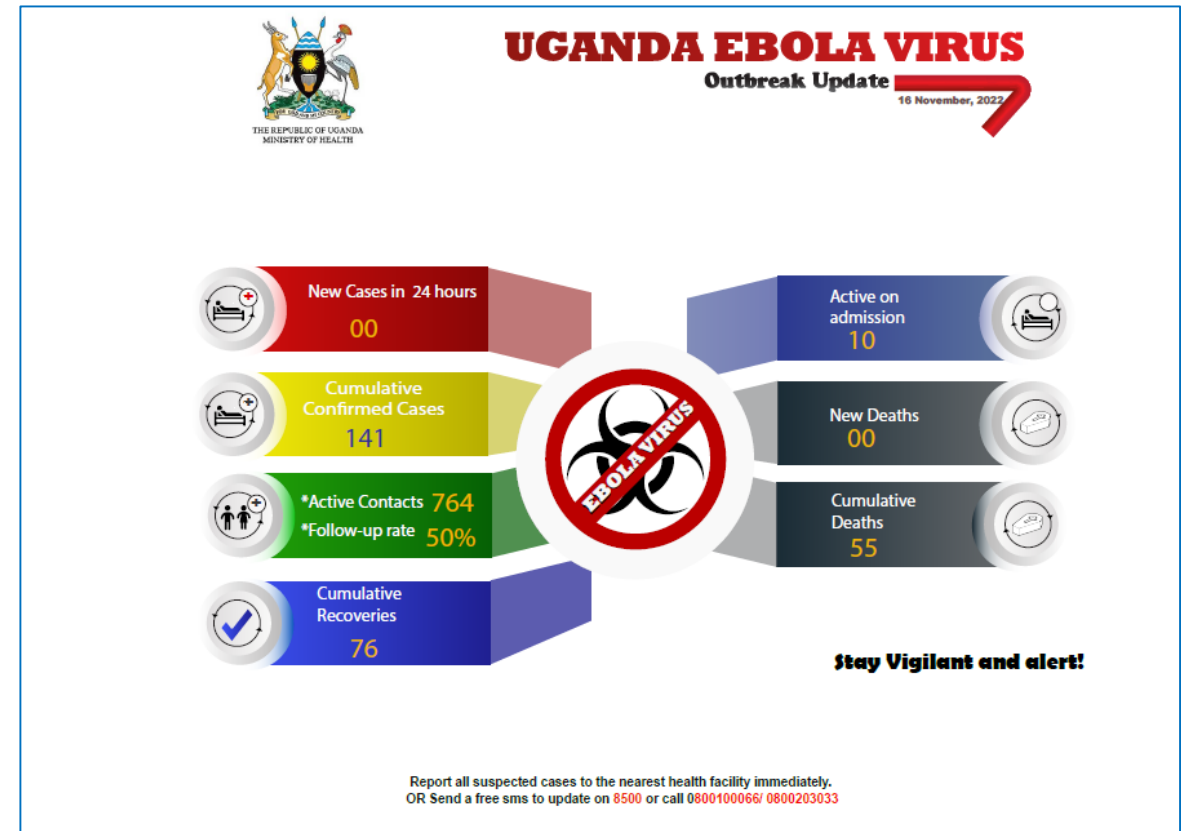 THE REPUBLIC OF UGANDA
MINISTRY OF HEALTH
UGANDA EBOLA VIRUS
Outbreak Update
16 November, 2022
New Cases in 24 hours
00
Cumulative
Confirmed Cases
141
*Active Contacts 764
*Follow-up rate 50%
Cumulative
Recoveries
76
EBOLA VIRUS
Active on
admission
10
New Deaths
00
Cumulative
Deaths
55
Stay Vigilant and alert!
Report all suspected cases to the nearest health facility immediately.
OR Send a free sms to update on 8500 or call 0800100066/ 0800203033